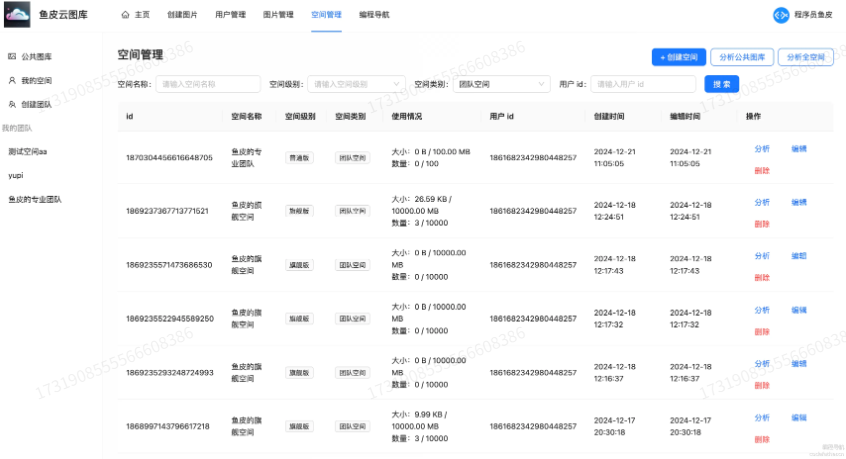 鱼皮云图库
主页 创建图片 用户管理 图片管理 空间管理 编程导航
程序员鱼皮
公共图库
我的空间
创建团队
我的团队
测试空间aa
yupi
鱼皮的专业团队
空间管理
+ 创建空间 分析公共图库 分析全空间
空间名称: 请输入空间名称 空间级别: 请输入空间级别 空间类别: 团队空间 用户 id: 请输入用户 id 搜 索
id 空间名称 空间级别 空间类别 使用情况 用户 id 创建时间 编辑时间 操作
1870304456616648705 鱼皮的专业团队 普通版 团队空间 大小: 0 B / 100.00 MB 数量: 0 / 100 1861682342980448257 2024-12-21 11:05:05 2024-12-21 11:05:05 分析 编辑 删除
1869237367713771521 鱼皮的旗舰空间 旗舰版 团队空间 大小: 26.59 KB / 10000.00 MB 数量: 3 / 10000 1861682342980448257 2024-12-18 12:24:51 2024-12-18 12:24:51 分析 编辑 删除
1869235571473686530 鱼皮的旗舰空间 旗舰版 团队空间 大小: 0 B / 10000.00 MB 数量: 0 / 10000 1861682342980448257 2024-12-18 12:17:43 2024-12-18 12:17:43 分析 编辑 删除
1869235522945589250 鱼皮的旗舰空间 旗舰版 团队空间 大小: 0 B / 10000.00 MB 数量: 0 / 10000 1861682342980448257 2024-12-18 12:17:32 2024-12-18 12:17:32 分析 编辑 删除
1869235293248724993 鱼皮的旗舰空间 旗舰版 团队空间 大小: 0 B / 10000.00 MB 数量: 0 / 10000 1861682342980448257 2024-12-18 12:16:37 2024-12-18 12:16:37 分析 编辑 删除
1868997143796617218 鱼皮的旗舰空间 旗舰版 团队空间 大小: 9.99 KB / 10000.00 MB 数量: 3 / 10000 1861682342980448257 2024-12-17 20:30:18 2024-12-17 20:30:18 分析 编辑 删除
1731908555566608386